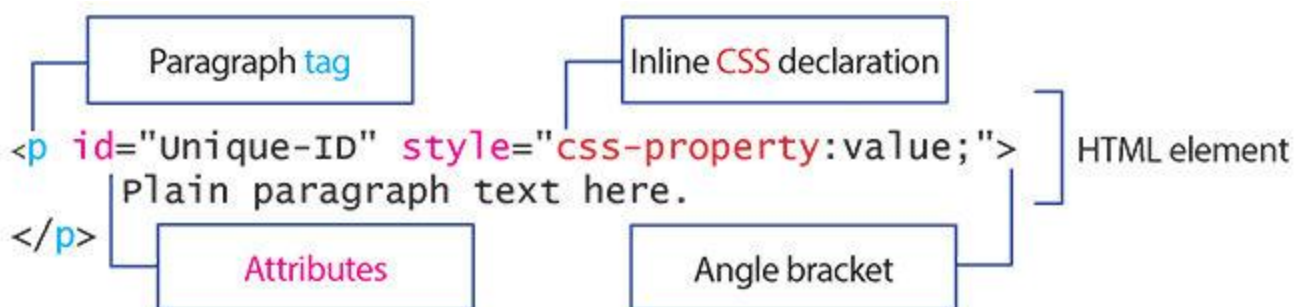 Paragraph tag
Inline CSS declaration
<p id="Unique-ID" style="css-property:value;">
HTML element
Plain paragraph text here.
</p>
Attributes
Angle bracket